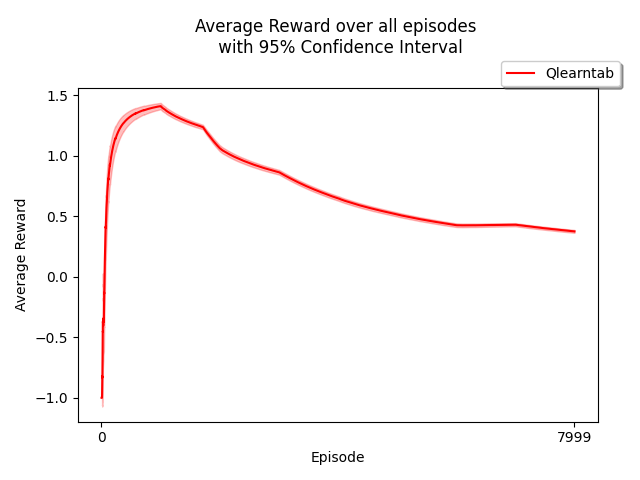 Average Reward over all episodes
with 95% Confidence Interval
Qlearntab
1.5
1.0
0.5
0.0
−0.5
−1.0
Average Reward
0
7999
Episode